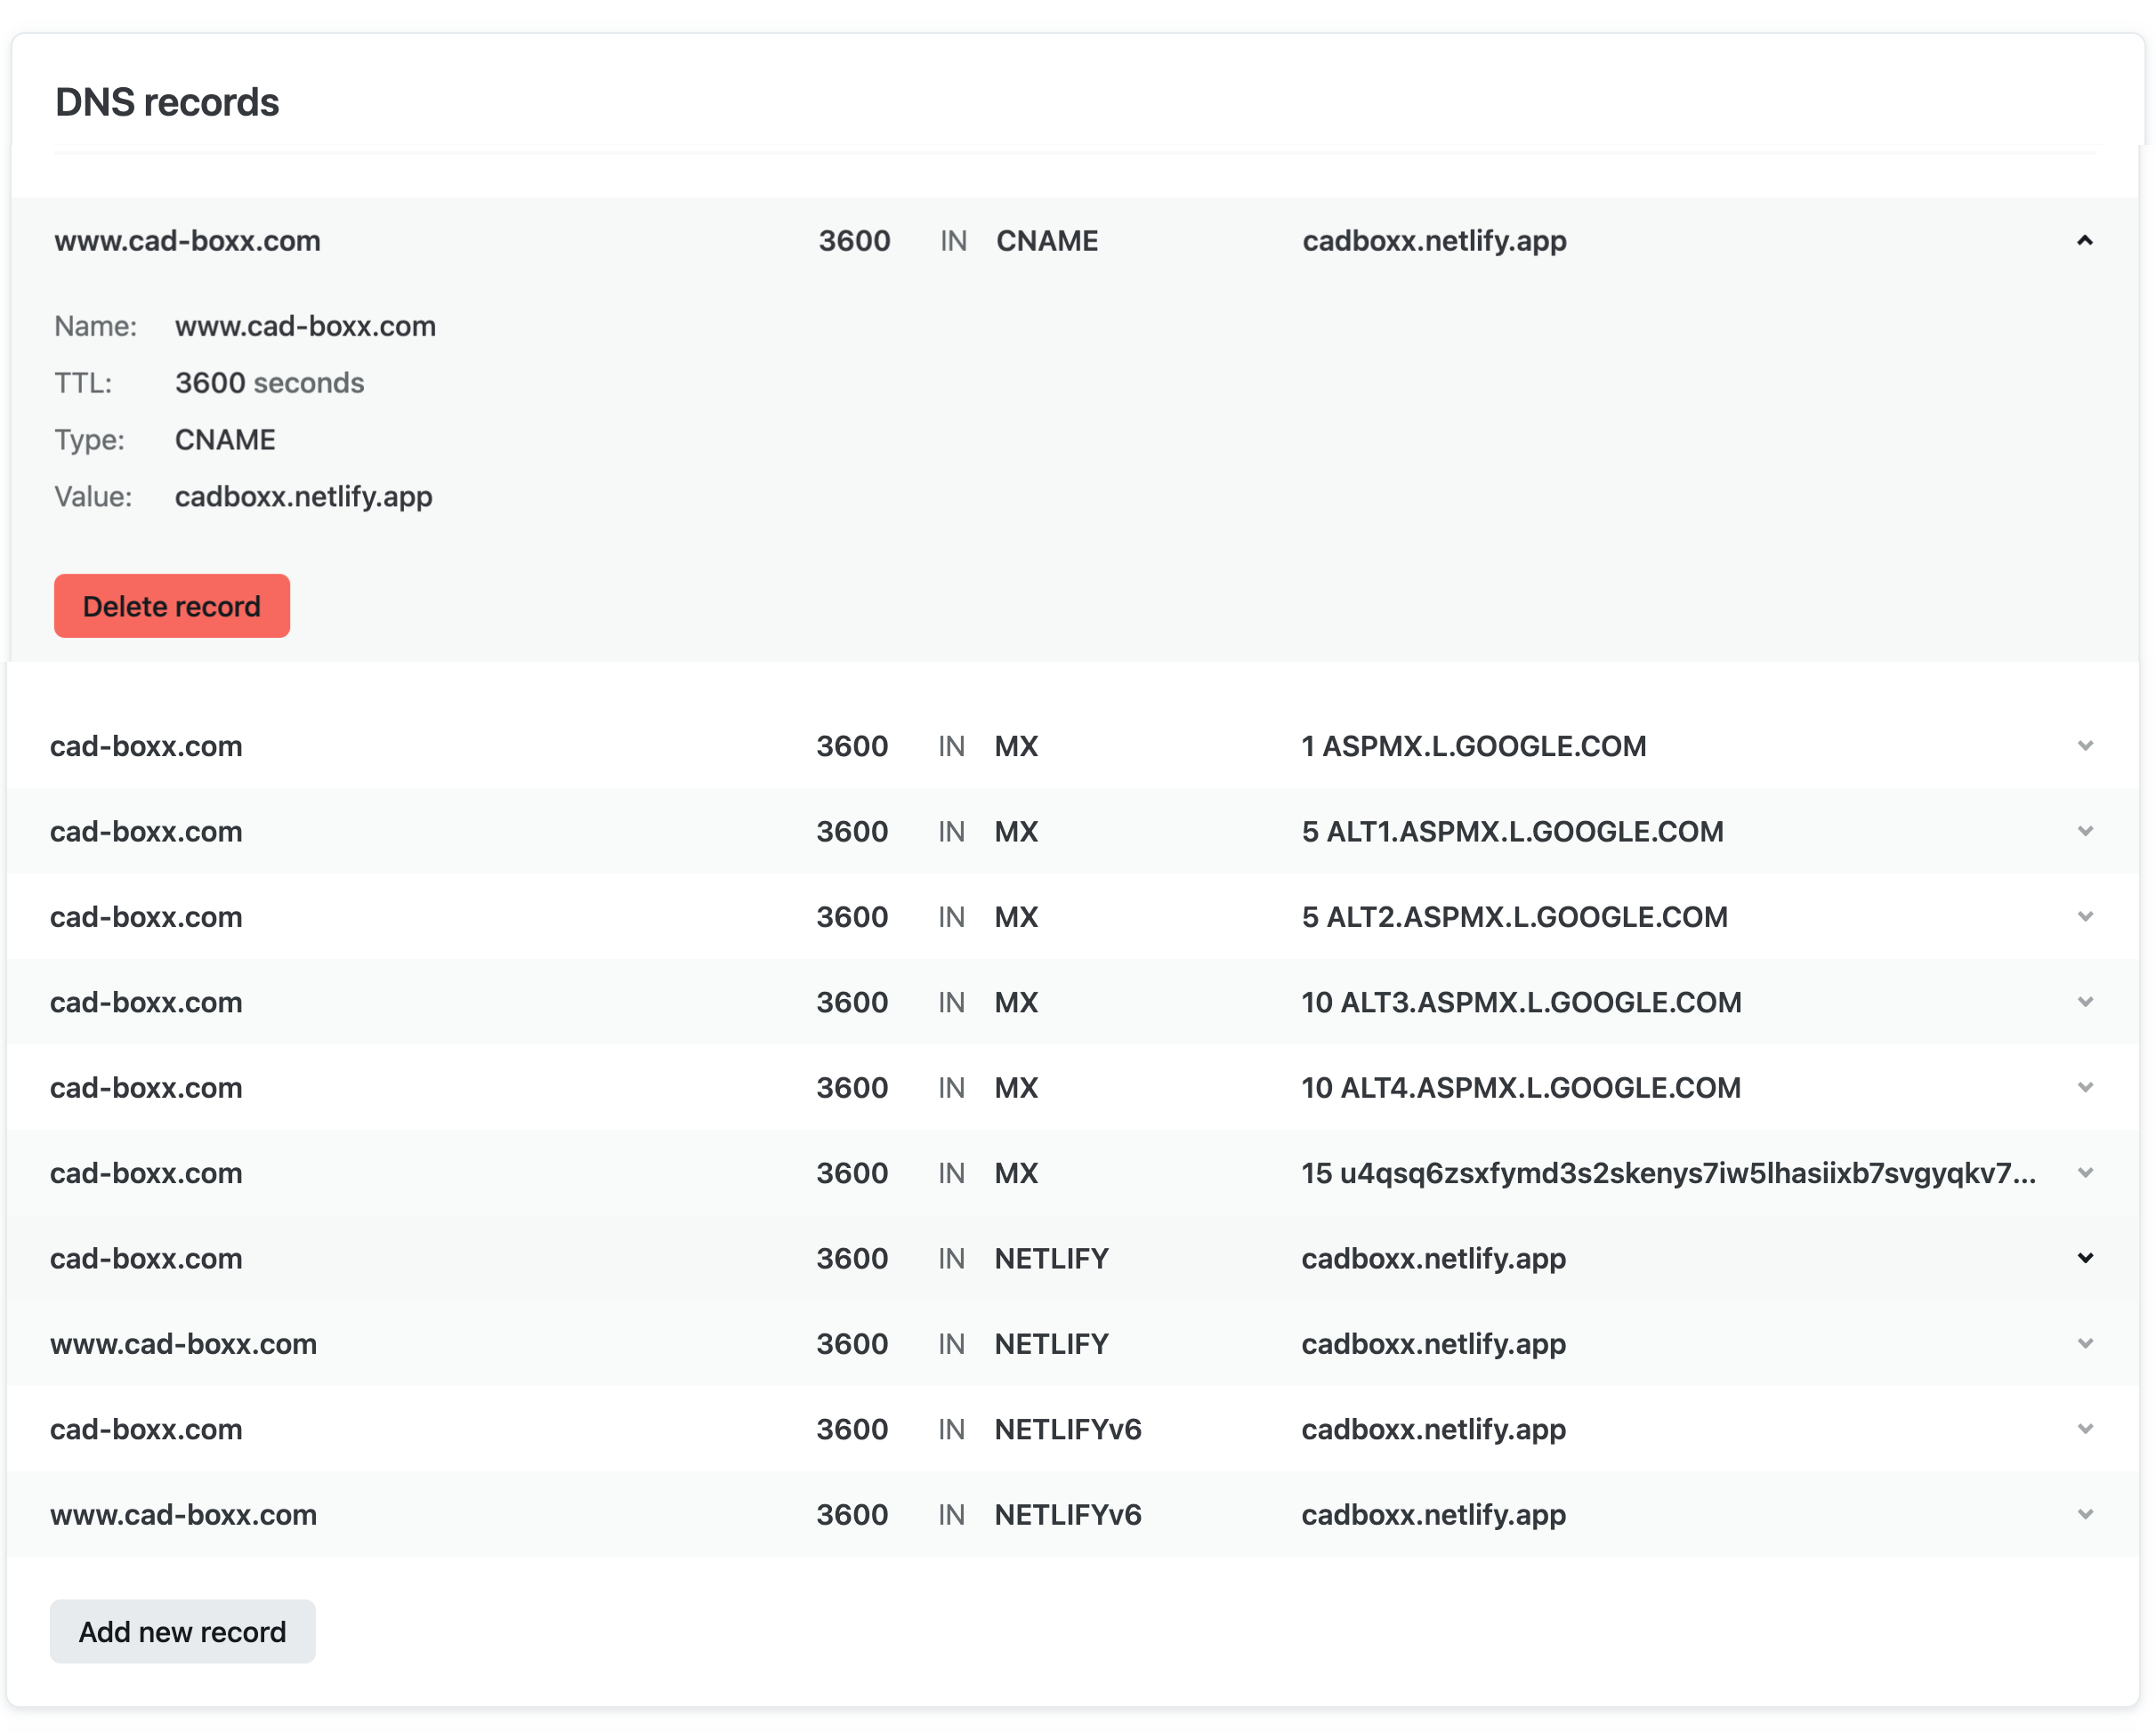 DNS records
www.cad-boxx.com 3600 IN CNAME cadboxx.netlify.app
Name: www.cad-boxx.com
TTL: 3600 seconds
Type: CNAME
Value: cadboxx.netlify.app
Delete record
cad-boxx.com 3600 IN MX 1 ASPMX.L.GOOGLE.COM
cad-boxx.com 3600 IN MX 5 ALT1.ASPMX.L.GOOGLE.COM
cad-boxx.com 3600 IN MX 5 ALT2.ASPMX.L.GOOGLE.COM
cad-boxx.com 3600 IN MX 10 ALT3.ASPMX.L.GOOGLE.COM
cad-boxx.com 3600 IN MX 10 ALT4.ASPMX.L.GOOGLE.COM
cad-boxx.com 3600 IN MX 15 u4qsq6zsxfymd3s2skenys7iw5lhasiixb7svgyqkv7...
cad-boxx.com 3600 IN NETLIFY cadboxx.netlify.app
www.cad-boxx.com 3600 IN NETLIFY cadboxx.netlify.app
cad-boxx.com 3600 IN NETLIFYv6 cadboxx.netlify.app
www.cad-boxx.com 3600 IN NETLIFYv6 cadboxx.netlify.app
Add new record